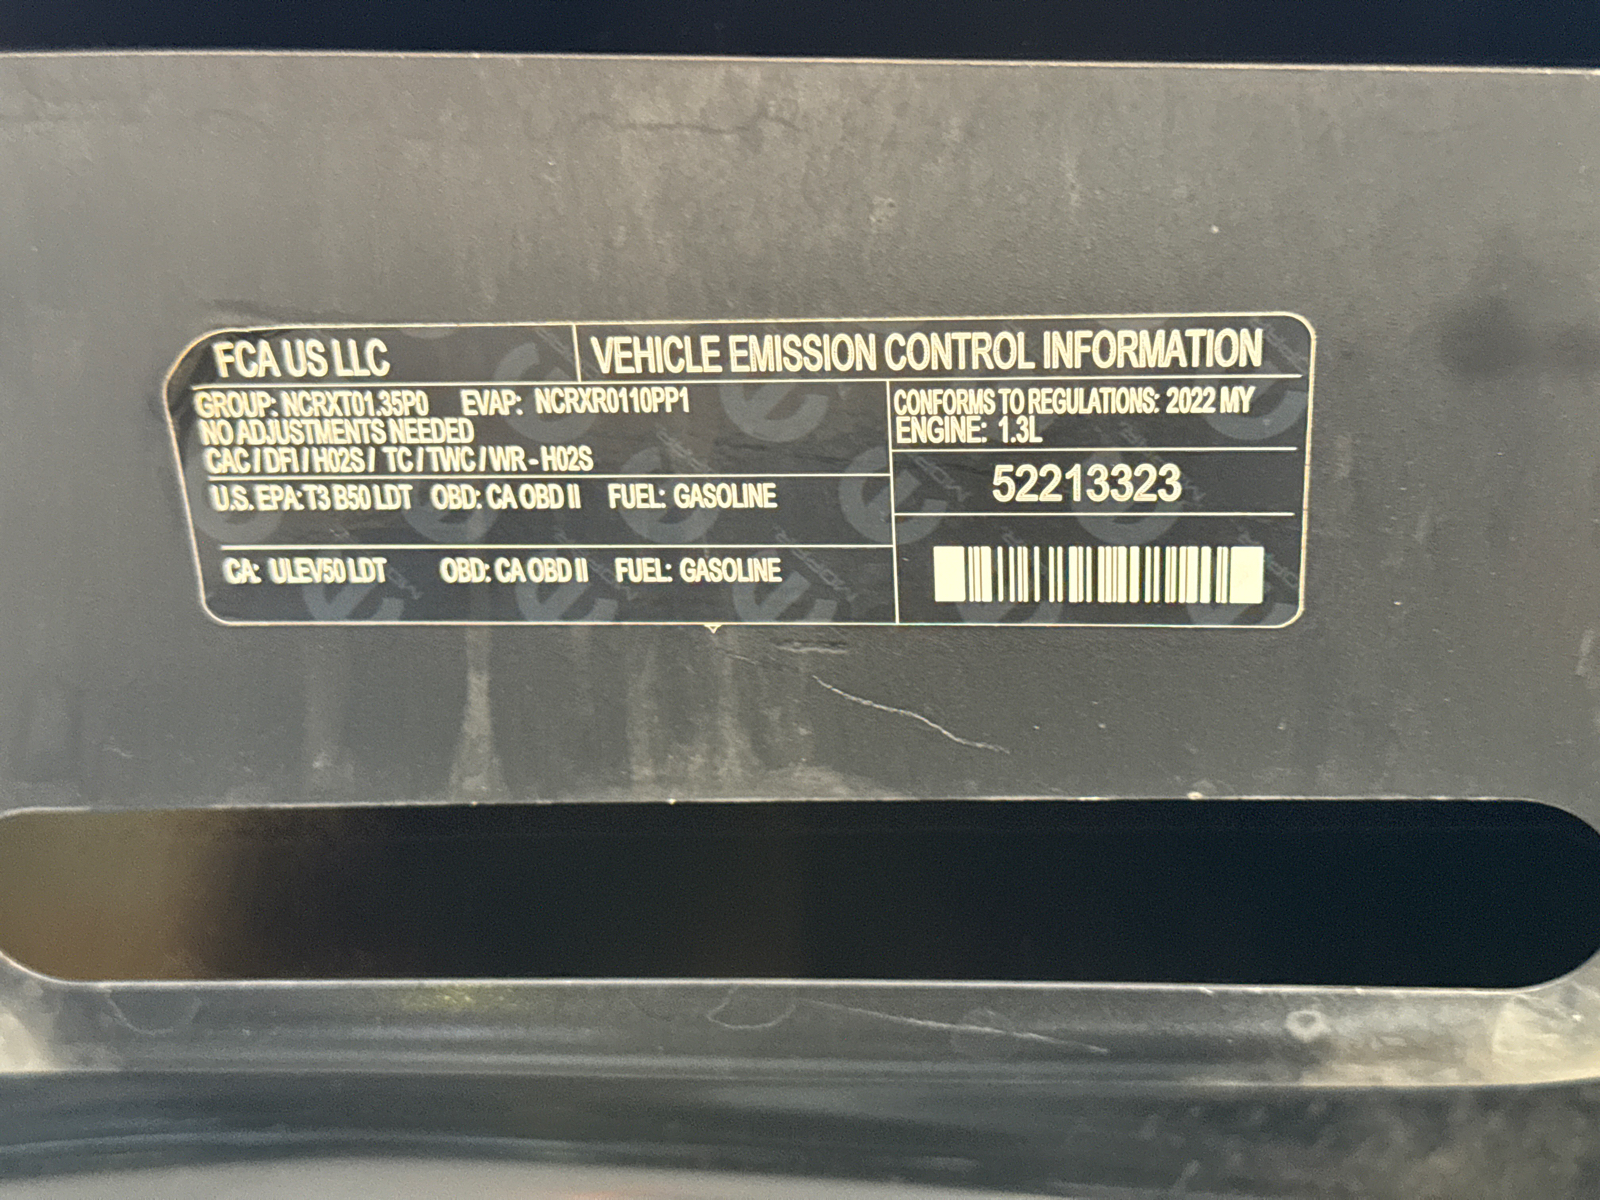 FCA US LLC
VEHICLE EMISSION CONTROL INFORMATION
GROUP: NCRXT01.35P0 EVAP: NCRXR0110PP1
NO ADJUSTMENTS NEEDED
CAC / DFI / H02S / TC / TWC / WR - H02S
U.S. EPA: T3 B50 LDT OBD: CA OBD II FUEL: GASOLINE
CA: ULEV50 LDT OBD: CA OBD II FUEL: GASOLINE
CONFORMS TO REGULATIONS: 2022 MY
ENGINE: 1.3L
52213323